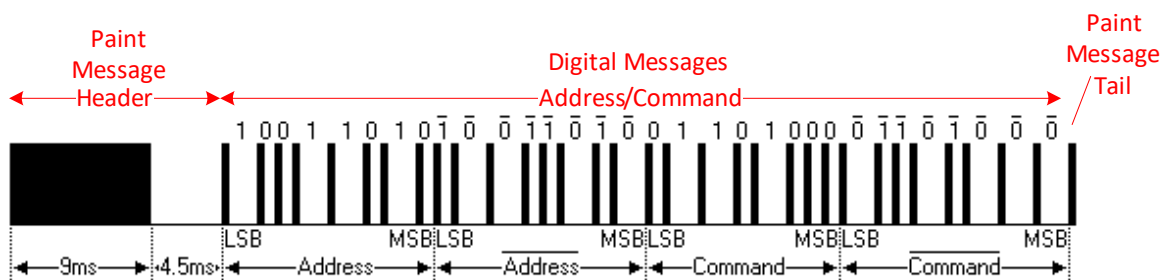 Paint
Message
Header
Digital Messages
Address/Command
Paint
Message
Tail
1 0 0 1 1 0 1 0 1̅ 0̅ 0̅ 1̅ 1̅ 0̅ 1̅ 0̅ 0 1 1 0 1 0 0 0 0̅ 1̅ 1̅ 0̅ 1̅ 0̅ 0̅ 0̅
LSB MSB LSB MSB LSB MSB LSB MSB
9ms 4.5ms Address A̅d̅d̅r̅e̅s̅s̅ Command C̅o̅m̅m̅a̅n̅d̅